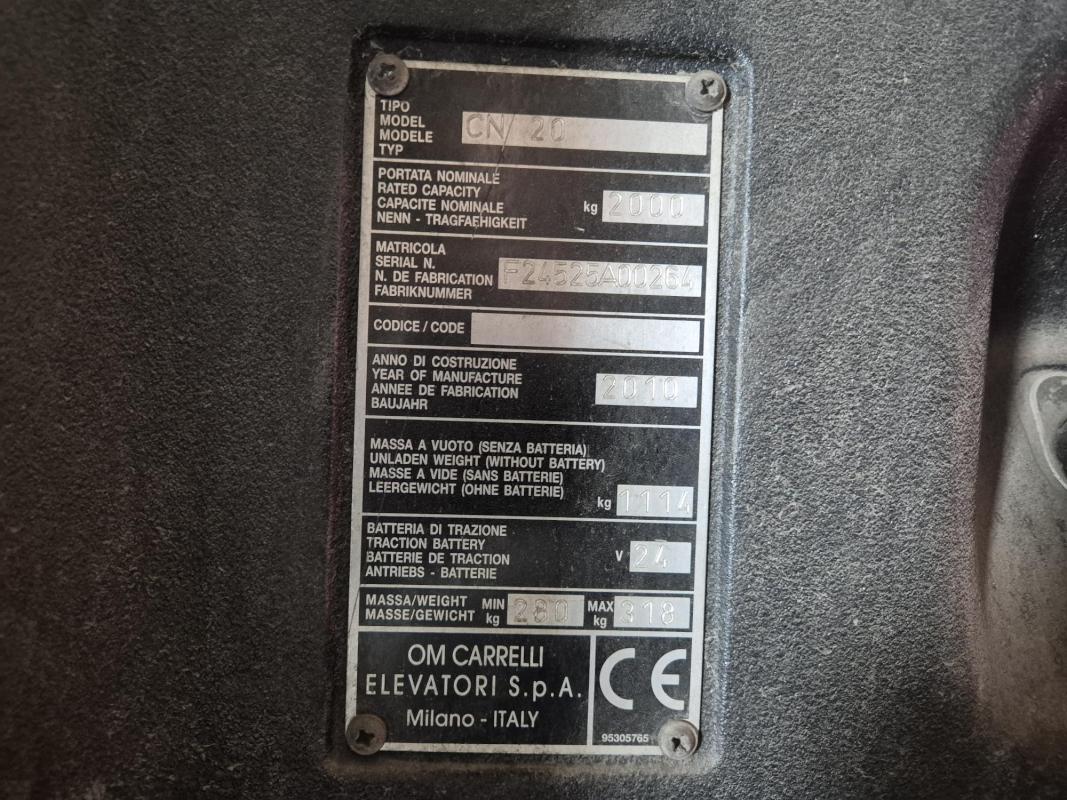 TIPO
MODEL
MODELE
TYP
CN 20
PORTATA NOMINALE
RATED CAPACITY
CAPACITE NOMINALE
NENN - TRAGFAEHIGKEIT
kg 2000
MATRICOLA
SERIAL N.
N. DE FABRICATION
FABRIKNUMMER
F24525A00264
CODICE / CODE
ANNO DI COSTRUZIONE
YEAR OF MANUFACTURE
ANNEE DE FABRICATION
BAUJAHR
2010
MASSA A VUOTO (SENZA BATTERIA)
UNLADEN WEIGHT (WITHOUT BATTERY)
MASSE A VIDE (SANS BATTERIE)
LEERGEWICHT (OHNE BATTERIE)
kg 1114
BATTERIA DI TRAZIONE
TRACTION BATTERY
BATTERIE DE TRACTION
ANTRIEBS - BATTERIE
V 24
MASSA/WEIGHT
MASSE/GEWICHT
MIN kg 280
MAX kg 318
OM CARRELLI
ELEVATORI S.p.A.
Milano - ITALY
CE
95305765